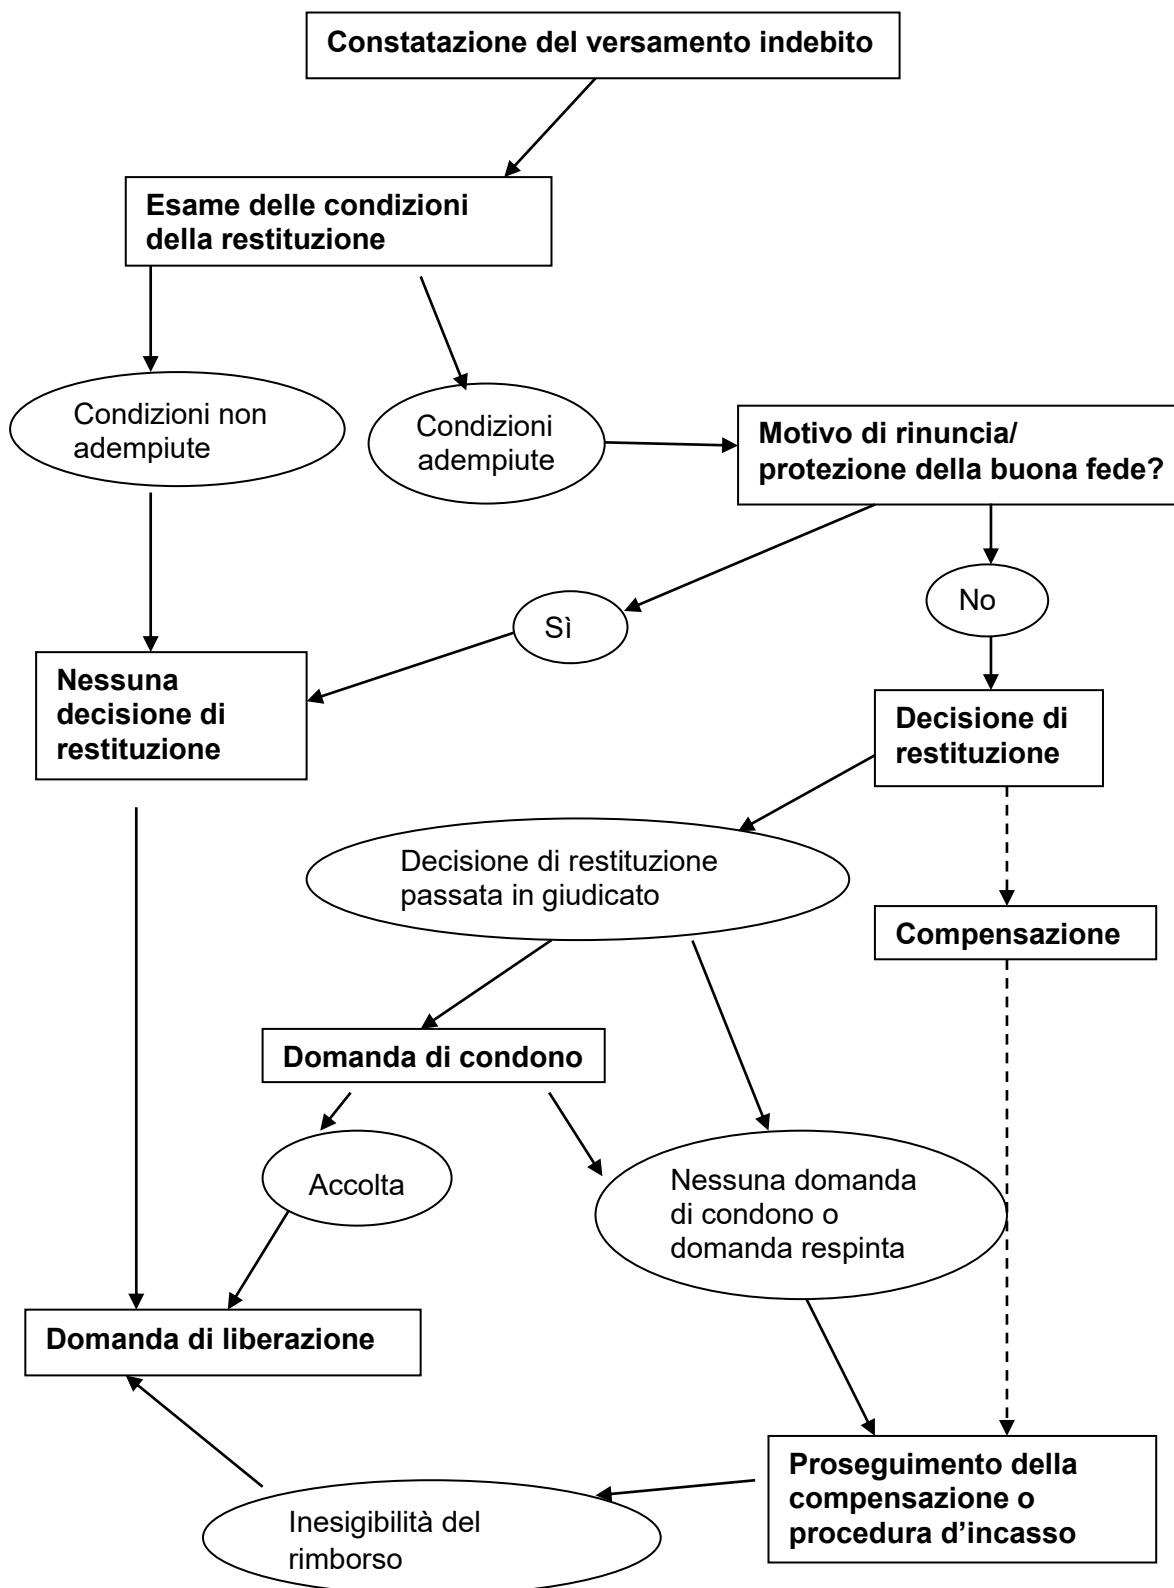 Constatazione del versamento indebito
Esame delle condizioni
della restituzione
Condizioni non
adempiute
Condizioni
adempiute
Motivo di rinuncia/
protezione della buona fede?
Sì
No
Nessuna
decisione di
restituzione
Decisione di
restituzione
Decisione di restituzione
passata in giudicato
Compensazione
Domanda di condono
Accolta
Nessuna domanda
di condono o
domanda respinta
Domanda di liberazione
Proseguimento della
compensazione o
procedura d’incasso
Inesigibilità del
rimborso